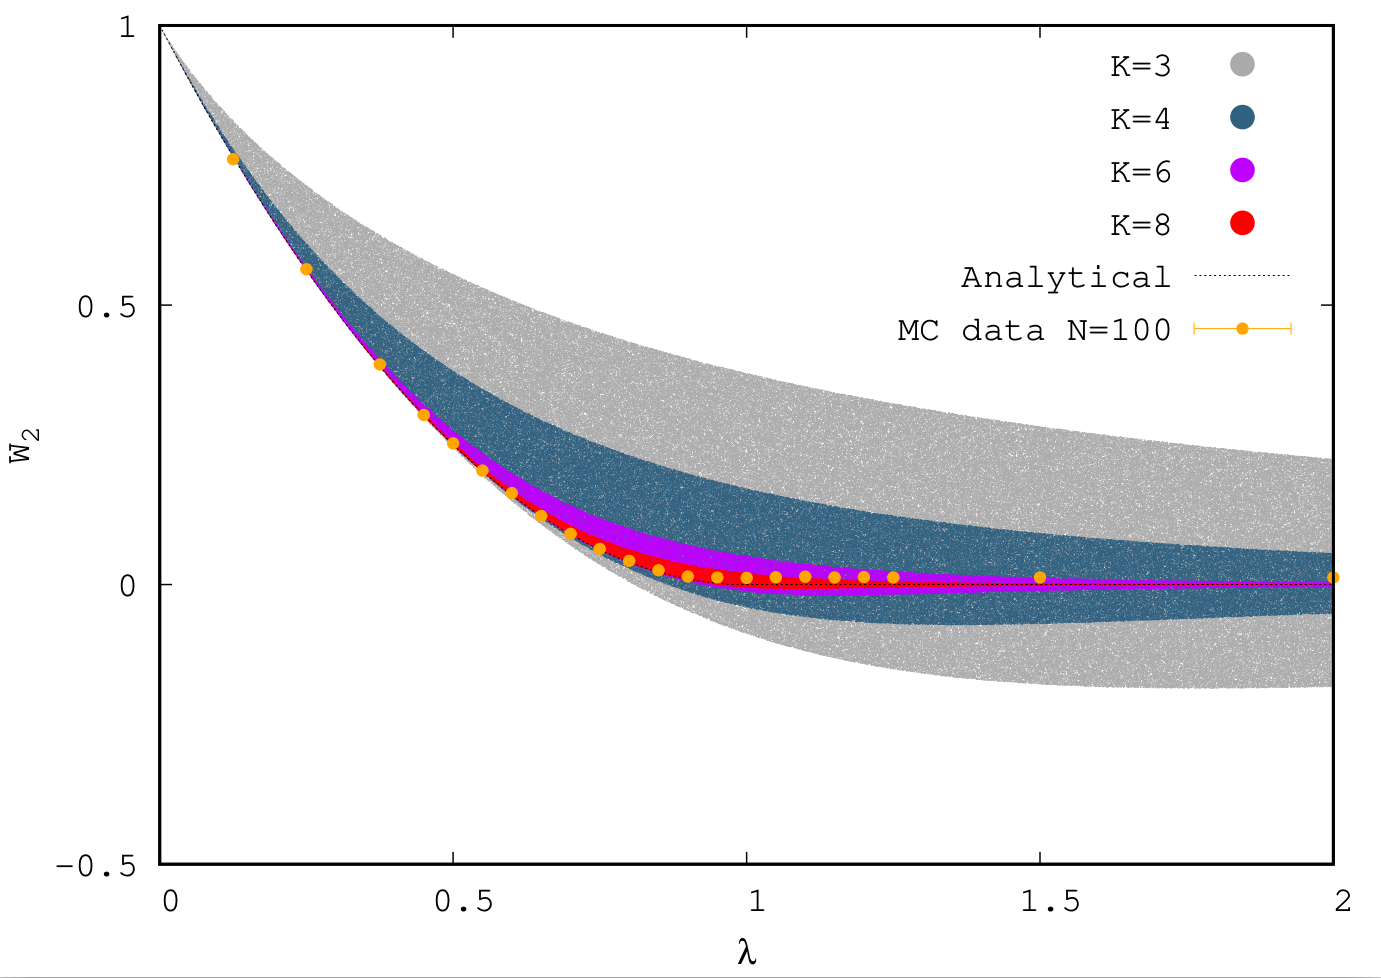 1
0.5
0
−0.5
W2
K=3
K=4
K=6
K=8
Analytical
MC data N=100
0 0.5 1 1.5 2
λ